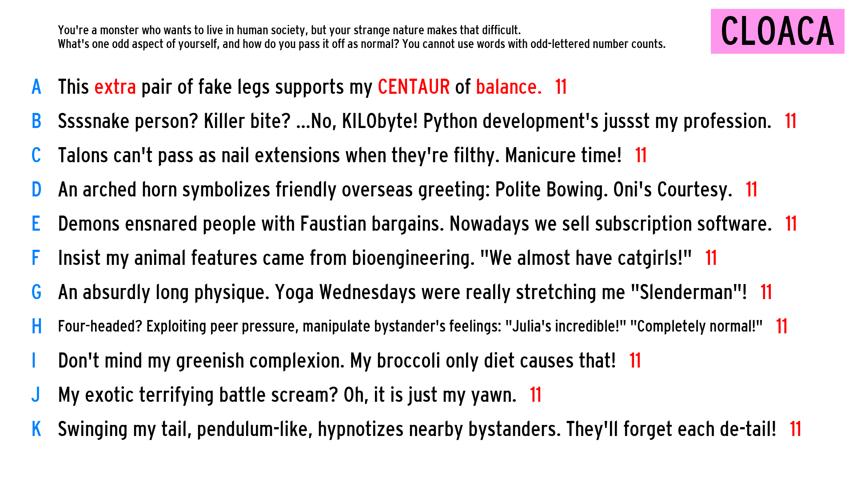 You're a monster who wants to live in human society, but your strange nature makes that difficult.
What's one odd aspect of yourself, and how do you pass it off as normal? You cannot use words with odd-lettered number counts.
CLOACA
A This extra pair of fake legs supports my CENTAUR of balance. 11
B Ssssnake person? Killer bite? ...No, KILObyte! Python development's jussst my profession. 11
C Talons can't pass as nail extensions when they're filthy. Manicure time! 11
D An arched horn symbolizes friendly overseas greeting: Polite Bowing. Oni's Courtesy. 11
E Demons ensnared people with Faustian bargains. Nowadays we sell subscription software. 11
F Insist my animal features came from bioengineering. "We almost have catgirls!" 11
G An absurdly long physique. Yoga Wednesdays were really stretching me "Slenderman"! 11
H Four-headed? Exploiting peer pressure, manipulate bystander's feelings: "Julia's incredible!" "Completely normal!" 11
I Don't mind my greenish complexion. My broccoli only diet causes that! 11
J My exotic terrifying battle scream? Oh, it is just my yawn. 11
K Swinging my tail, pendulum-like, hypnotizes nearby bystanders. They'll forget each de-tail! 11